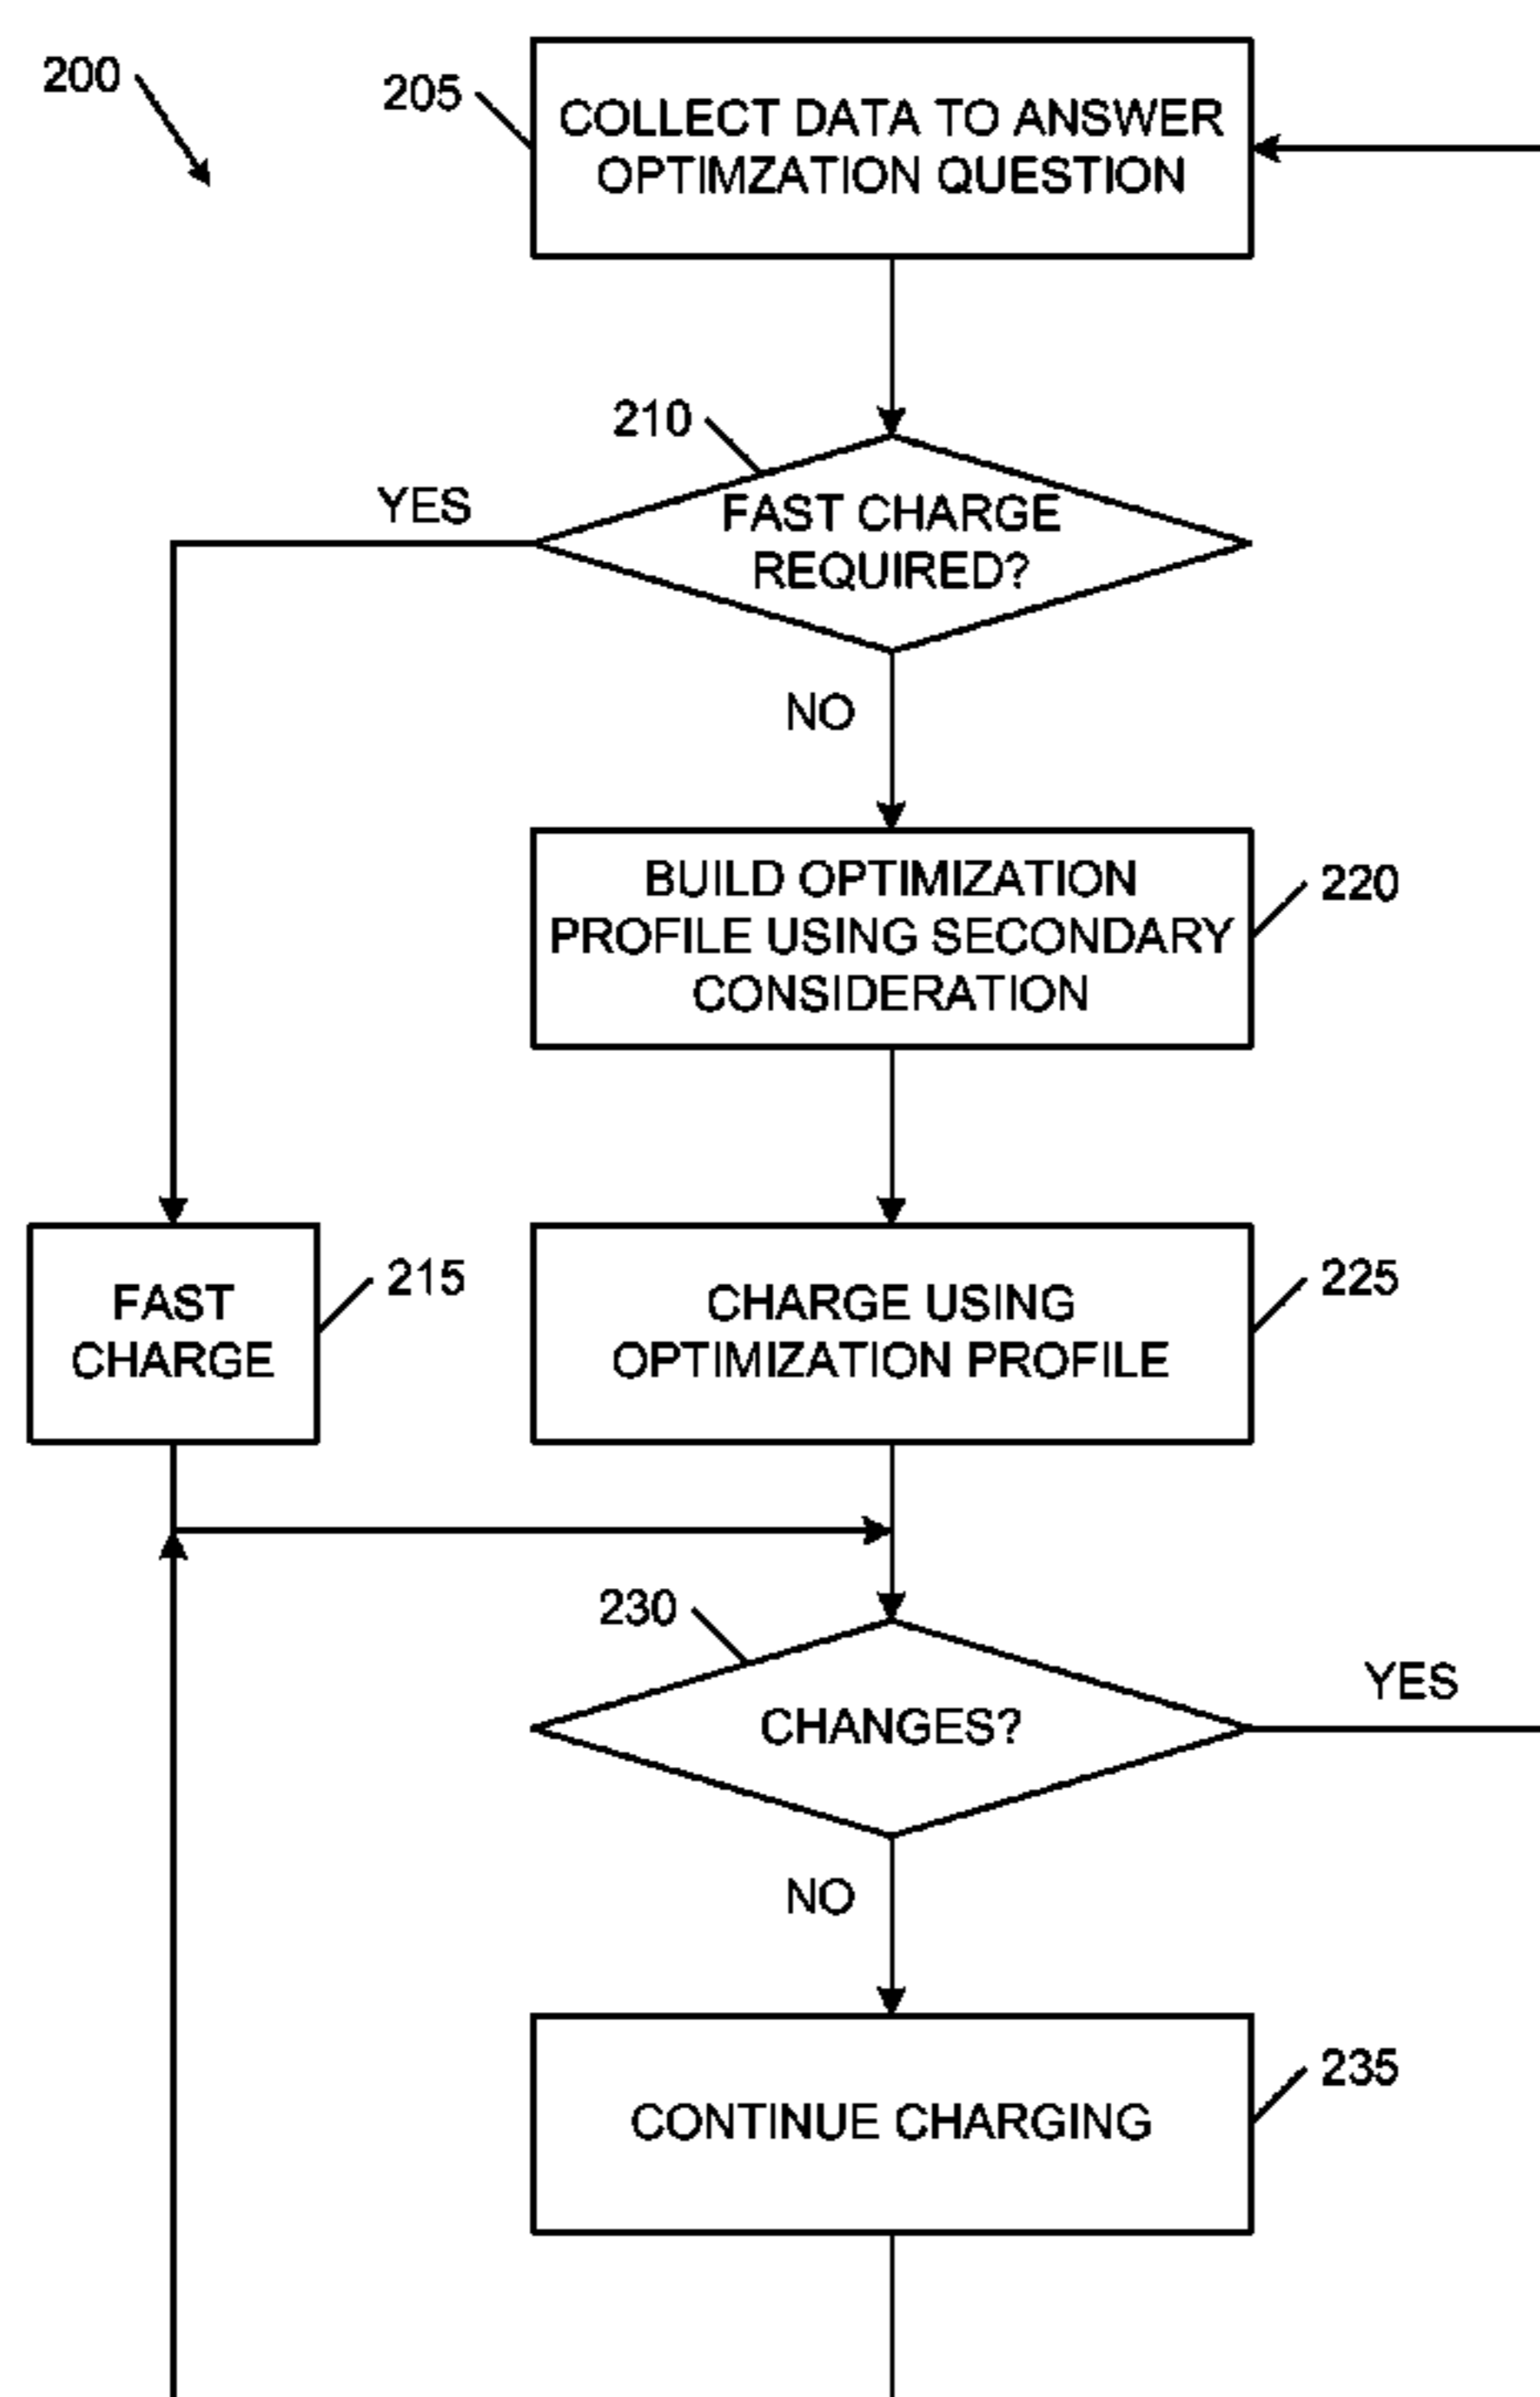 200
205
COLLECT DATA TO ANSWER
OPTIMZATION QUESTION
210
YES
FAST CHARGE
REQUIRED?
NO
BUILD OPTIMIZATION
PROFILE USING SECONDARY
CONSIDERATION
220
FAST
CHARGE
215
CHARGE USING
OPTIMIZATION PROFILE
225
230
CHANGES?
YES
NO
CONTINUE CHARGING
235